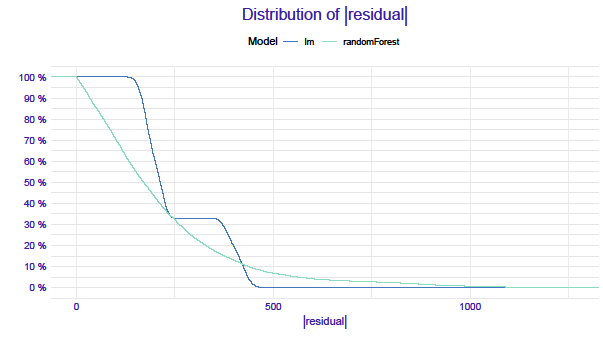 Distribution of |residual|
Model lm randomForest
100 %
90 %
80 %
70 %
60 %
50 %
40 %
30 %
20 %
10 %
0 %
0 500 1000
|residual|